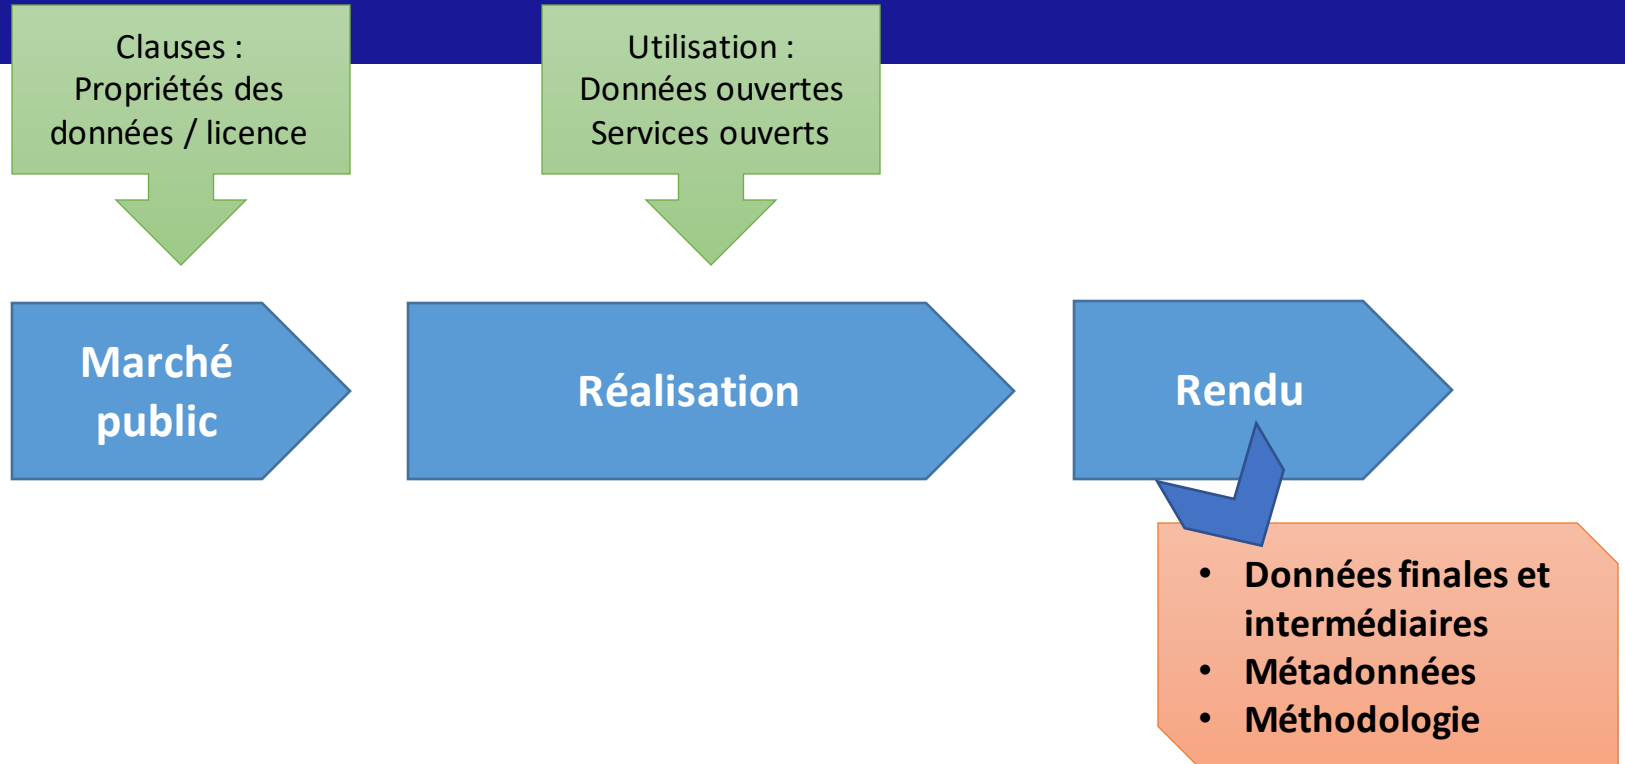 Clauses :
Propriétés des
données / licence
Utilisation :
Données ouvertes
Services ouverts
Marché
public
Réalisation
Rendu
• Données finales et
intermédiaires
• Métadonnées
• Méthodologie